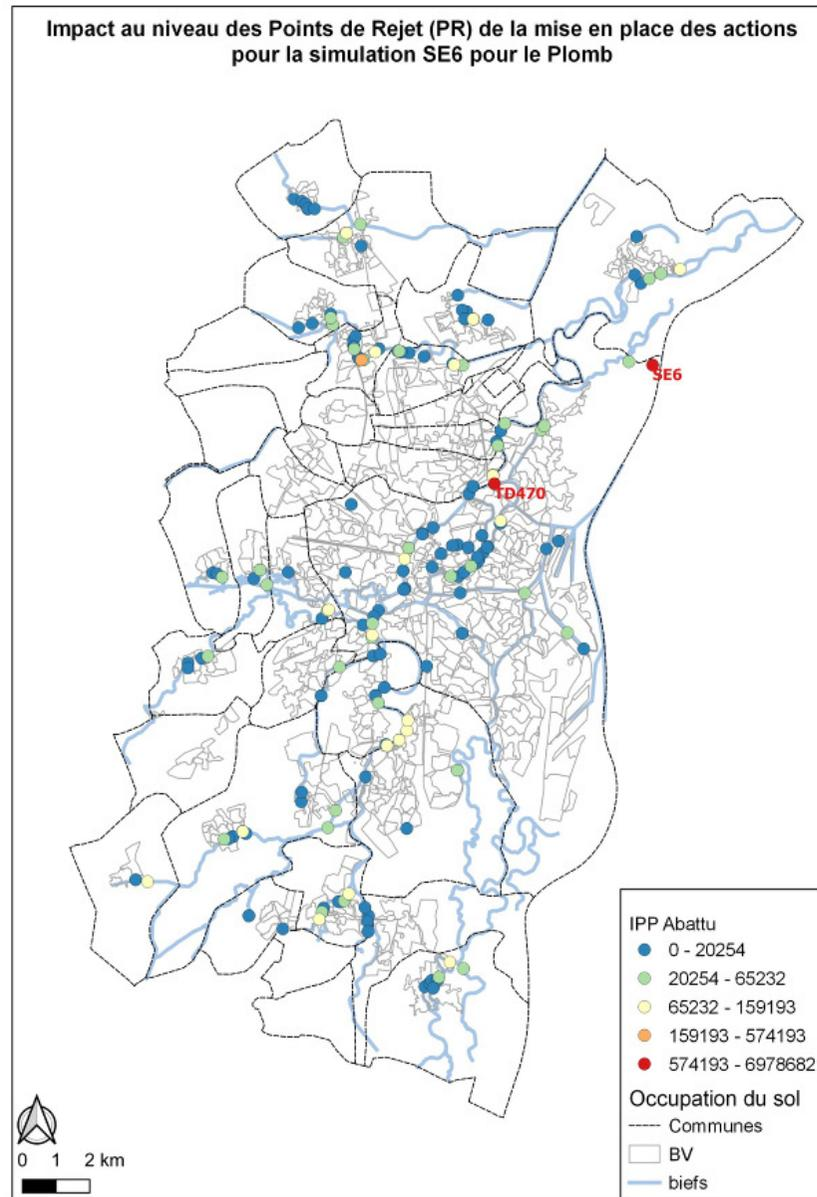 Impact au niveau des Points de Rejet (PR) de la mise en place des actions
pour la simulation SE6 pour le Plomb
SE6
TD470
IPP Abattu
0 - 20254
20254 - 65232
65232 - 159193
159193 - 574193
574193 - 6978682
Occupation du sol
Communes
BV
biefs
0 1 2 km